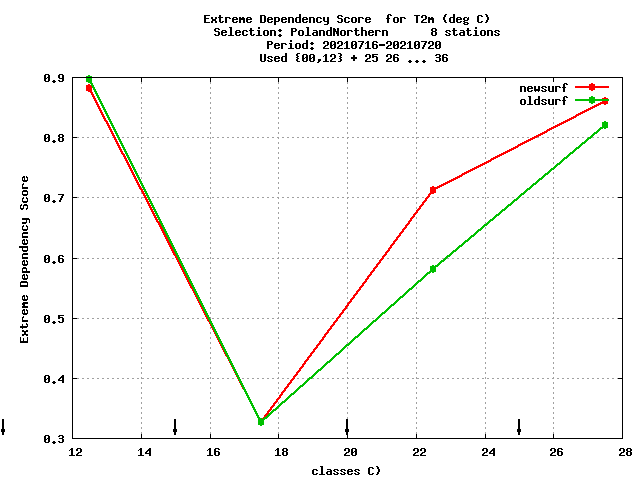 Extreme Dependency Score  for T2m (deg C)
Selection: PolandNorthern      8 stations
Period: 20210716-20210720
Used {00,12} + 25 26 ... 36
newsurf
oldsurf
0.9
0.8
0.7
0.6
0.5
0.4
0.3
Extreme Dependency Score
12 14 16 18 20 22 24 26 28
classes C)